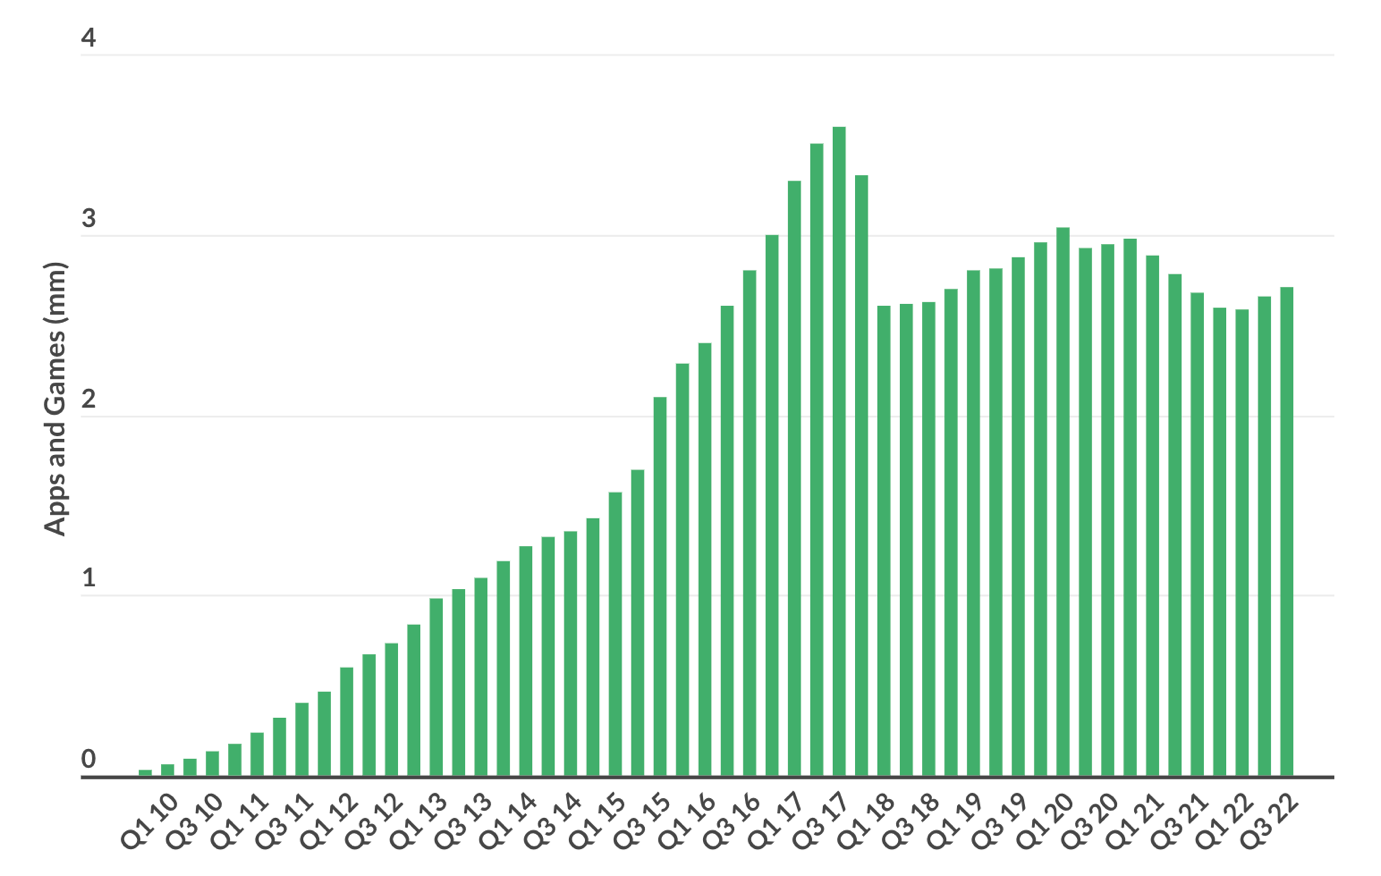 4
3
2
1
0
Apps and Games (mm)
Q1 10
Q3 10
Q1 11
Q3 11
Q1 12
Q3 12
Q1 13
Q3 13
Q1 14
Q3 14
Q1 15
Q3 15
Q1 16
Q3 16
Q1 17
Q3 17
Q1 18
Q3 18
Q1 19
Q3 19
Q1 20
Q3 20
Q1 21
Q3 21
Q1 22
Q3 22